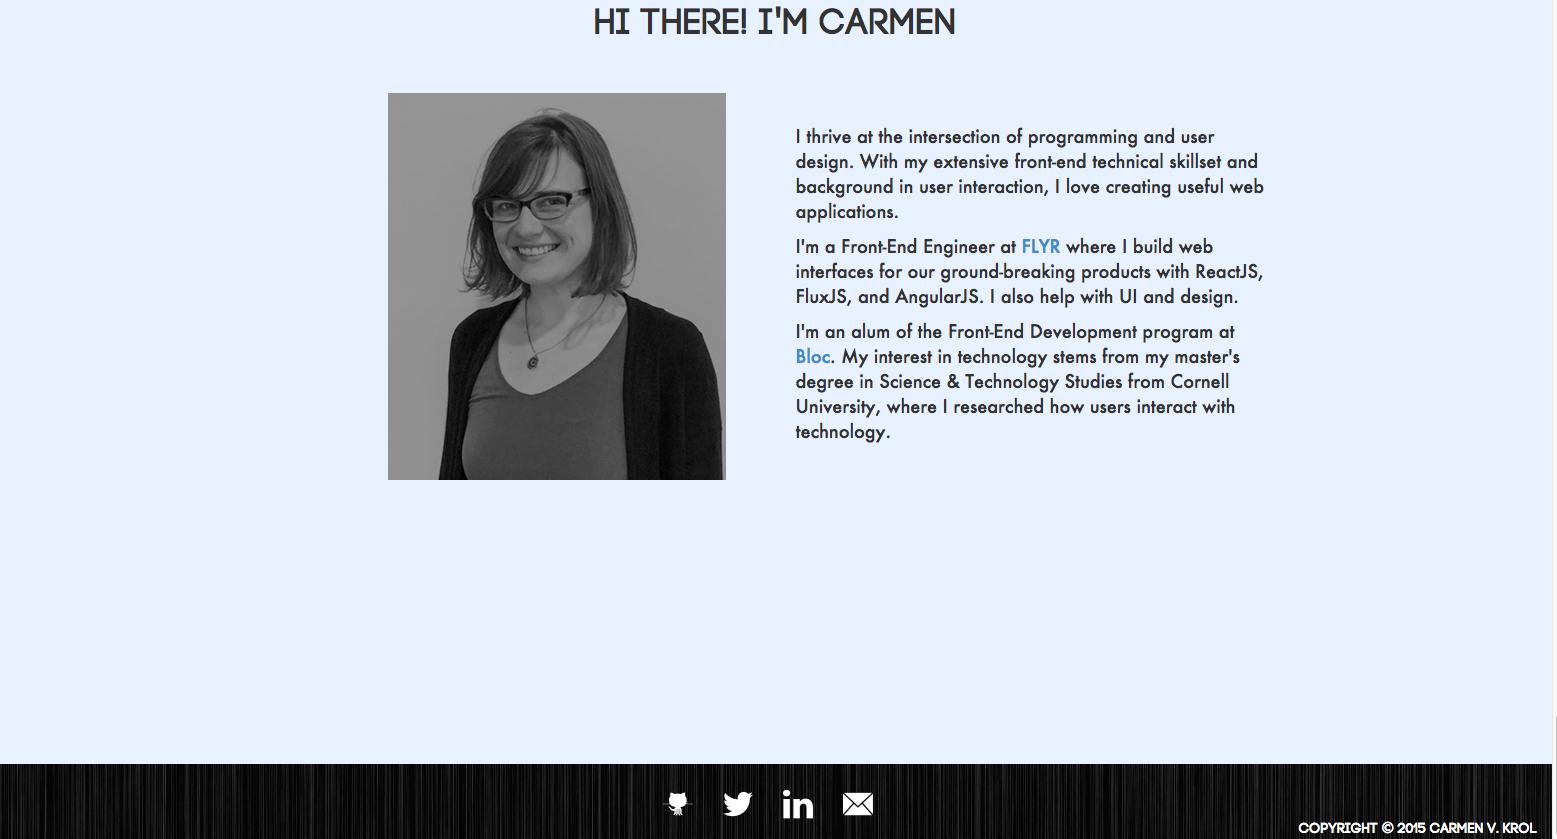 HI THERE! I'M CARMEN
I thrive at the intersection of programming and user
design. With my extensive front-end technical skillset and
background in user interaction, I love creating useful web
applications.
I'm a Front-End Engineer at FLYR where I build web
interfaces for our ground-breaking products with ReactJS,
FluxJS, and AngularJS. I also help with UI and design.
I'm an alum of the Front-End Development program at
Bloc. My interest in technology stems from my master's
degree in Science & Technology Studies from Cornell
University, where I researched how users interact with
technology.
in
COPYRIGHT © 2015 CARMEN V. KROL